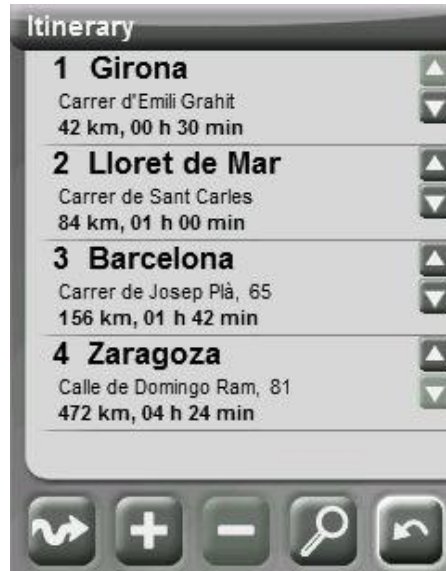 Itinerary
1 Girona
Carrer d'Emili Grahit
42 km, 00 h 30 min
2 Lloret de Mar
Carrer de Sant Carles
84 km, 01 h 00 min
3 Barcelona
Carrer de Josep Plà, 65
156 km, 01 h 42 min
4 Zaragoza
Calle de Domingo Ram, 81
472 km, 04 h 24 min